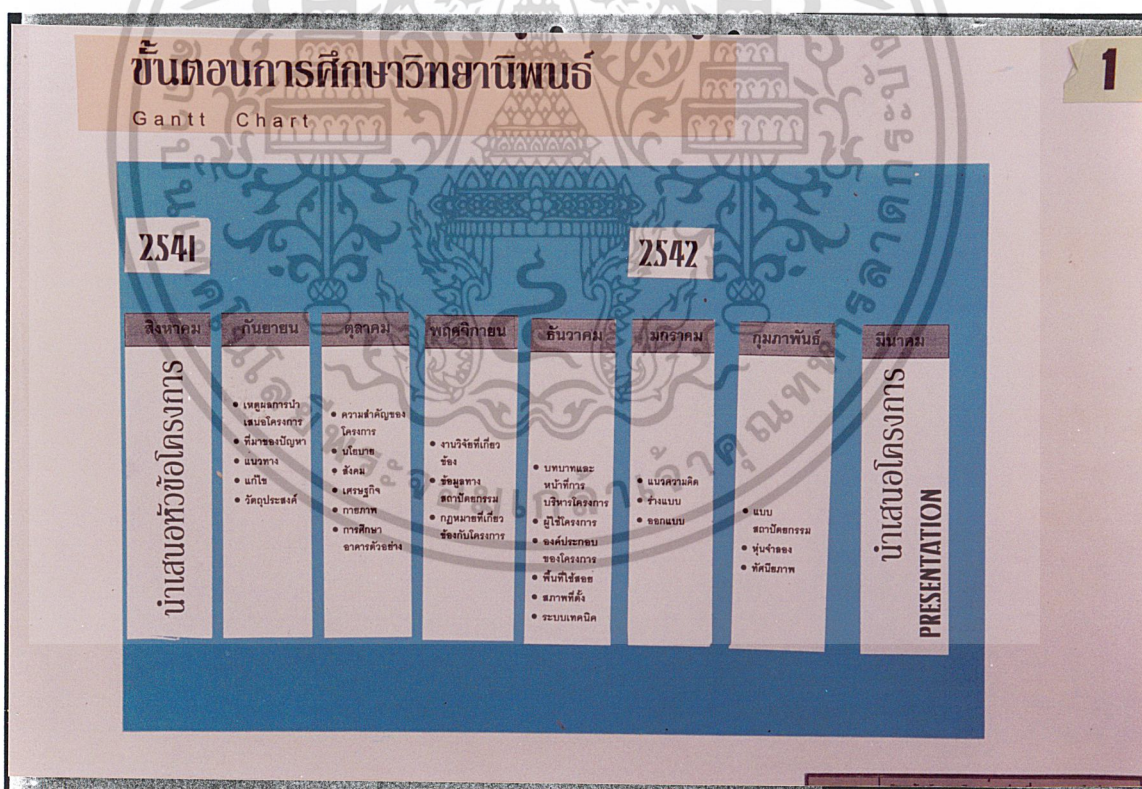 ขั้นตอนการศึกษาวิทยานิพนธ์
1
Gantt Chart
2541
2542
สิงหาคม
นำเสนอหัวข้อโครงการ
กันยายน
• เหตุผลการนำ
เสนอโครงการ
• ที่มาของปัญหา
• แนวทาง
• แก้ไข
• วัตถุประสงค์
ตุลาคม
• ความสำคัญของ
โครงการ
• นโยบาย
• สังคม
• เศรษฐกิจ
• กายภาพ
• การศึกษา
อาคารตัวอย่าง
พฤศจิกายน
• งานวิจัยที่เกี่ยว
ข้อง
• ข้อมูลทาง
สถาปัตยกรรม
• กฎหมายที่เกี่ยว
ข้องกับโครงการ
ธันวาคม
• บทบาทและ
หน้าที่การ
บริหารโครงการ
• ผู้ใช้โครงการ
• องค์ประกอบ
ของโครงการ
• พื้นที่ใช้สอย
• สภาพที่ตั้ง
• ระบบเทคนิค
มกราคม
• แนวความคิด
• ร่างแบบ
• ออกแบบ
กุมภาพันธ์
• แบบ
สถาปัตยกรรม
• หุ่นจำลอง
• ทัศนียภาพ
มีนาคม
นำเสนอโครงการ
PRESENTATION